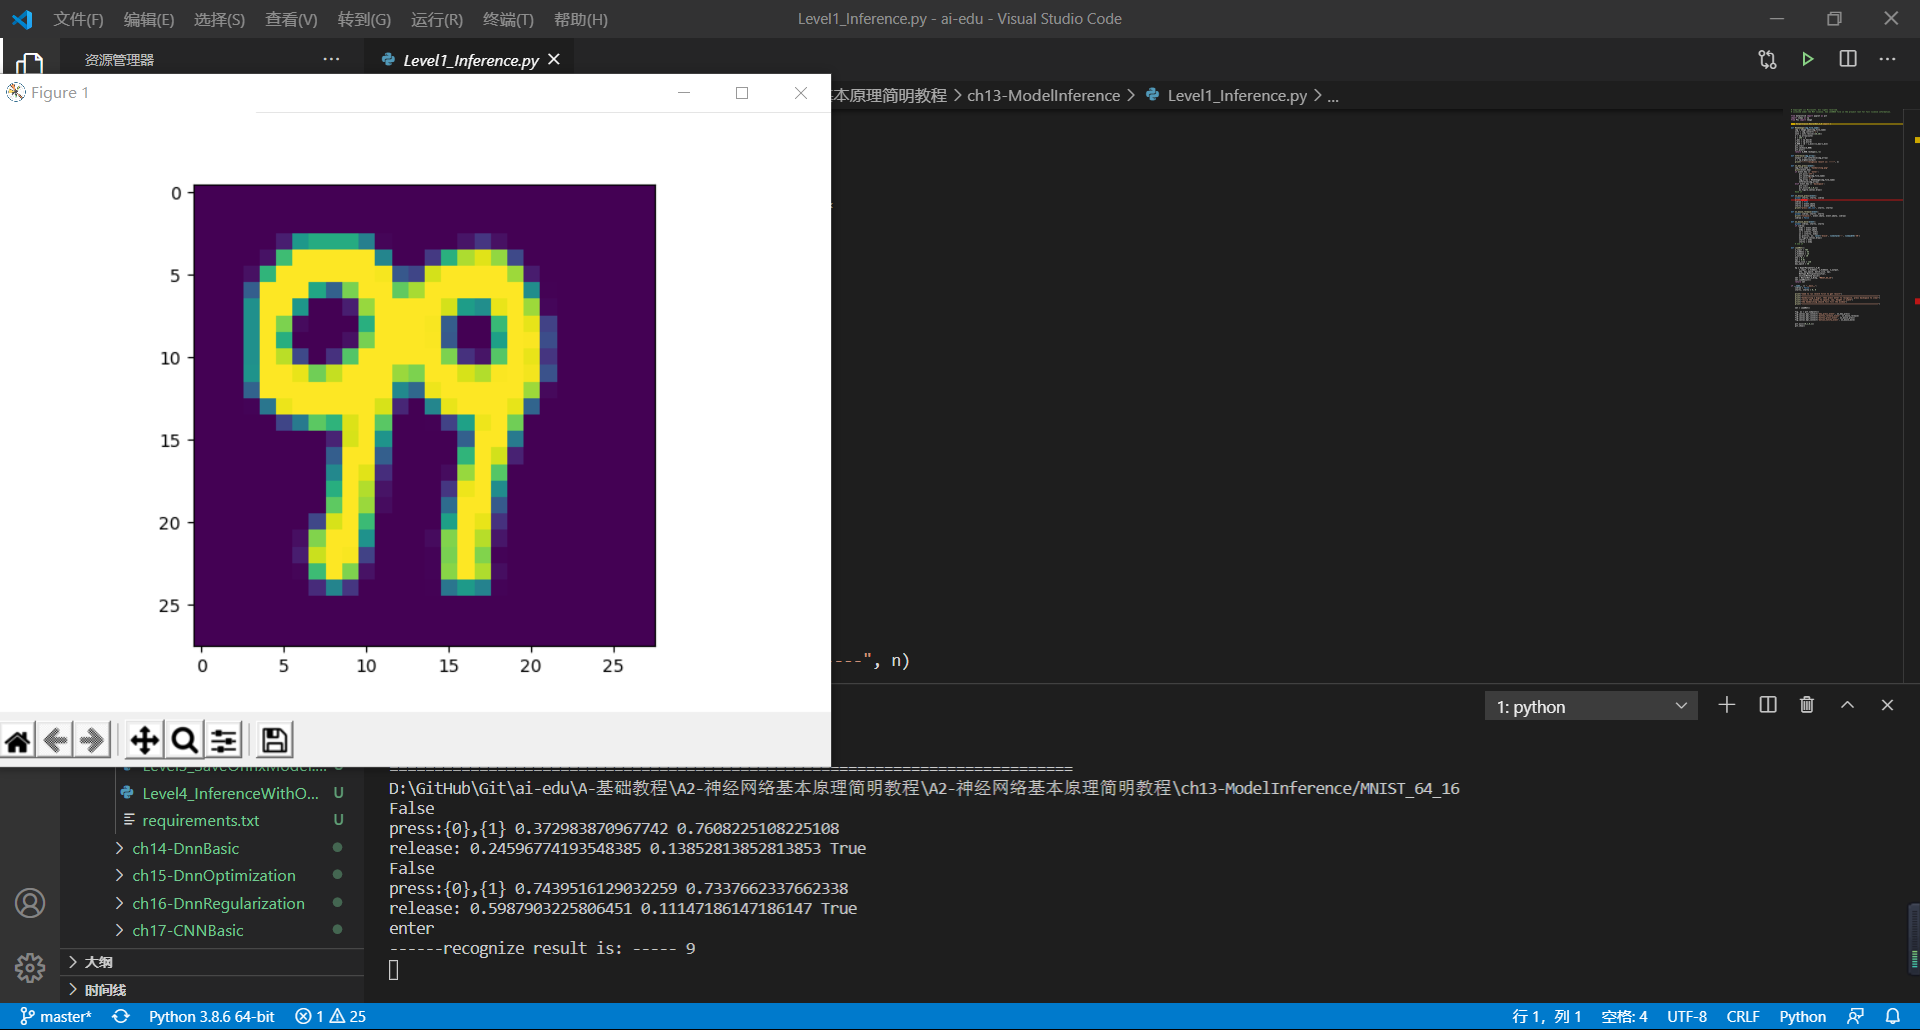 文件(F) 编辑(E) 选择(S) 查看(V) 转到(G) 运行(R) 终端(T) 帮助(H) Level1_Inference.py - ai-edu - Visual Studio Code
资源管理器 Level1_Inference.py
Figure 1
本原理简明教程 > ch13-ModelInference > Level1_Inference.py > ...
0
5
10
15
20
25
0 5 10 15 20 25
---", n)
1: python
Level4_InferenceWithO... U
requirements.txt U
ch14-DnnBasic
ch15-DnnOptimization
ch16-DnnRegularization
ch17-CNNBasic
大纲
时间线
D:\GitHub\Git\ai-edu\A-基础教程\A2-神经网络基本原理简明教程\A2-神经网络基本原理简明教程\ch13-ModelInference/MNIST_64_16
False
press:{0},{1} 0.372983870967742 0.7608225108225108
release: 0.24596774193548385 0.13852813852813853 True
False
press:{0},{1} 0.7439516129032259 0.7337662337662338
release: 0.5987903225806451 0.11147186147186147 True
enter
------recognize result is: ----- 9
master* Python 3.8.6 64-bit 1 25 行 1, 列 1 空格: 4 UTF-8 CRLF Python